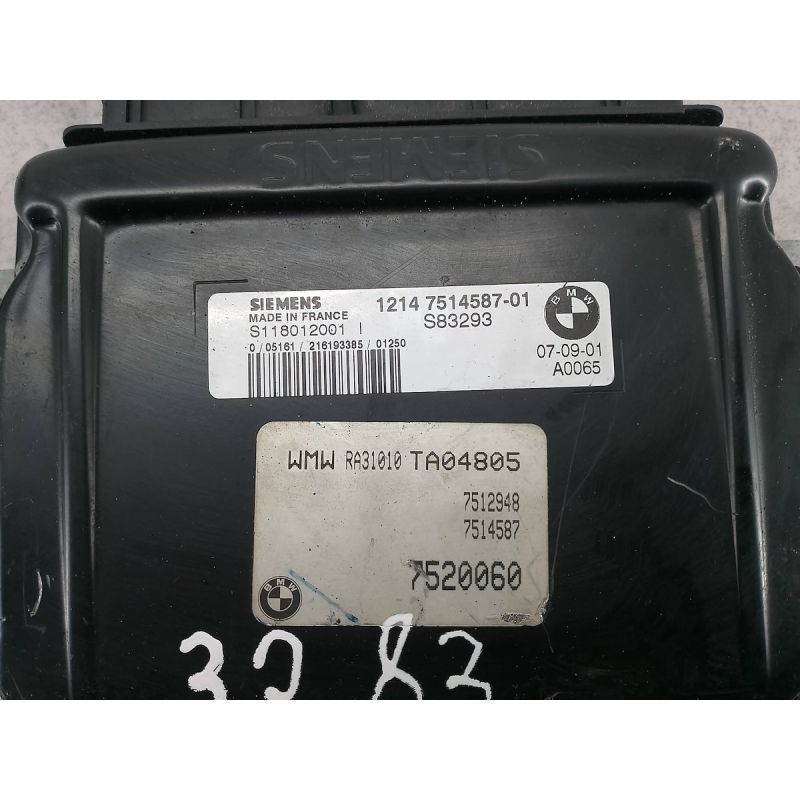 SIEMENS
SIEMENS 1214 7514587-01
MADE IN FRANCE
S118012001 I S83293
0 /05161/ 216193385/ 01250
BMW
07-09-01
A0065
WMW RA31010 TA04805
7512948
7514587
7520060
BMW